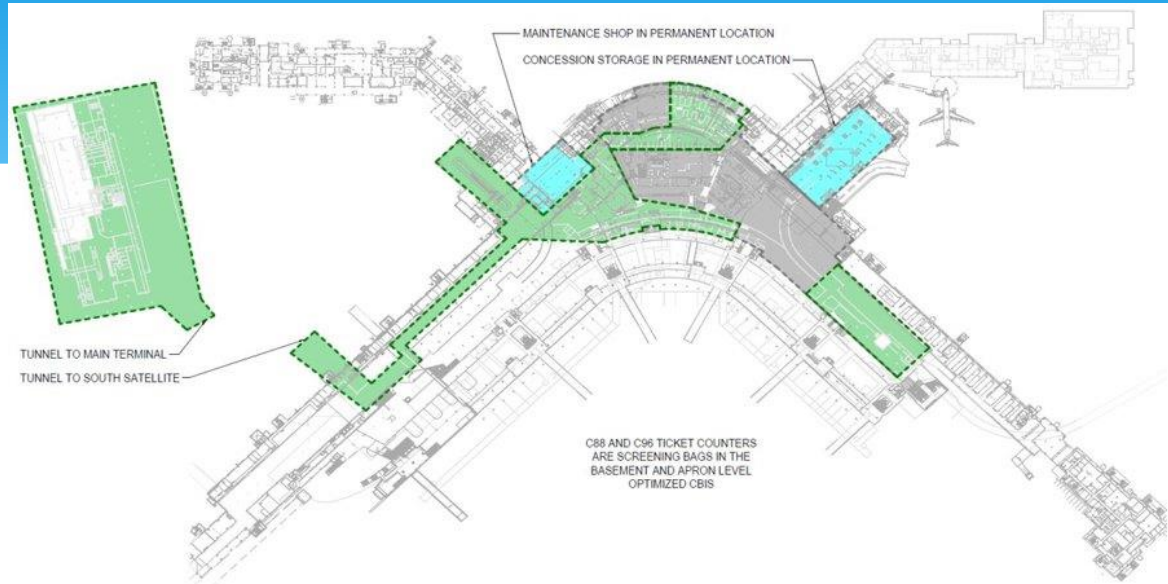 MAINTENANCE SHOP IN PERMANENT LOCATION
CONCESSION STORAGE IN PERMANENT LOCATION
TUNNEL TO MAIN TERMINAL
TUNNEL TO SOUTH SATELLITE
C88 AND C96 TICKET COUNTERS
ARE SCREENING BAGS IN THE
BASEMENT AND APRON LEVEL
OPTIMIZED CBIS